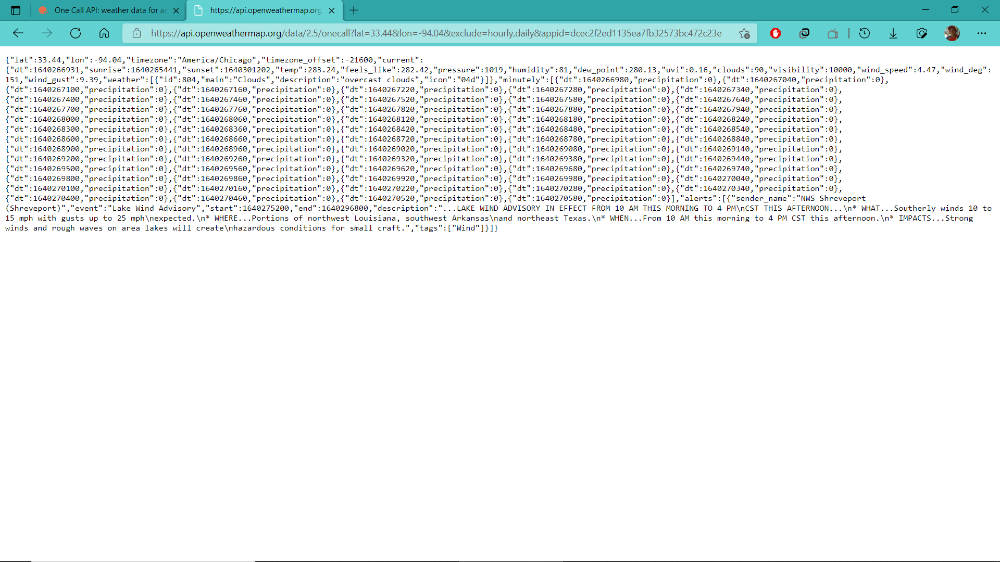 One Call API: weather data for a
https://api.openweathermap.org
https://api.openweathermap.org/data/2.5/onecall?lat=33.44&lon=-94.04&exclude=hourly,daily&appid=dcec2f2ed1135ea7fb32573bc472c23e
{"lat":33.44,"lon":-94.04,"timezone":"America/Chicago","timezone_offset":-21600,"current":
{"dt":1640266931,"sunrise":1640265441,"sunset":1640301202,"temp":283.24,"feels_like":282.42,"pressure":1019,"humidity":81,"dew_point":280.13,"uvi":0.16,"clouds":90,"visibility":10000,"wind_speed":4.47,"wind_deg":
151,"wind_gust":9.39,"weather":[{"id":804,"main":"Clouds","description":"overcast clouds","icon":"04d"}]},"minutely":[{"dt":1640266980,"precipitation":0},{"dt":1640267040,"precipitation":0},
{"dt":1640267100,"precipitation":0},{"dt":1640267160,"precipitation":0},{"dt":1640267220,"precipitation":0},{"dt":1640267280,"precipitation":0},{"dt":1640267340,"precipitation":0},
{"dt":1640267400,"precipitation":0},{"dt":1640267460,"precipitation":0},{"dt":1640267520,"precipitation":0},{"dt":1640267580,"precipitation":0},{"dt":1640267640,"precipitation":0},
{"dt":1640267700,"precipitation":0},{"dt":1640267760,"precipitation":0},{"dt":1640267820,"precipitation":0},{"dt":1640267880,"precipitation":0},{"dt":1640267940,"precipitation":0},
{"dt":1640268000,"precipitation":0},{"dt":1640268060,"precipitation":0},{"dt":1640268120,"precipitation":0},{"dt":1640268180,"precipitation":0},{"dt":1640268240,"precipitation":0},
{"dt":1640268300,"precipitation":0},{"dt":1640268360,"precipitation":0},{"dt":1640268420,"precipitation":0},{"dt":1640268480,"precipitation":0},{"dt":1640268540,"precipitation":0},
{"dt":1640268600,"precipitation":0},{"dt":1640268660,"precipitation":0},{"dt":1640268720,"precipitation":0},{"dt":1640268780,"precipitation":0},{"dt":1640268840,"precipitation":0},
{"dt":1640268900,"precipitation":0},{"dt":1640268960,"precipitation":0},{"dt":1640269020,"precipitation":0},{"dt":1640269080,"precipitation":0},{"dt":1640269140,"precipitation":0},
{"dt":1640269200,"precipitation":0},{"dt":1640269260,"precipitation":0},{"dt":1640269320,"precipitation":0},{"dt":1640269380,"precipitation":0},{"dt":1640269440,"precipitation":0},
{"dt":1640269500,"precipitation":0},{"dt":1640269560,"precipitation":0},{"dt":1640269620,"precipitation":0},{"dt":1640269680,"precipitation":0},{"dt":1640269740,"precipitation":0},
{"dt":1640269800,"precipitation":0},{"dt":1640269860,"precipitation":0},{"dt":1640269920,"precipitation":0},{"dt":1640269980,"precipitation":0},{"dt":1640270040,"precipitation":0},
{"dt":1640270100,"precipitation":0},{"dt":1640270160,"precipitation":0},{"dt":1640270220,"precipitation":0},{"dt":1640270280,"precipitation":0},{"dt":1640270340,"precipitation":0},
{"dt":1640270400,"precipitation":0},{"dt":1640270460,"precipitation":0},{"dt":1640270520,"precipitation":0},{"dt":1640270580,"precipitation":0}],"alerts":[{"sender_name":"NWS Shreveport
(Shreveport)","event":"Lake Wind Advisory","start":1640275200,"end":1640296800,"description":"...LAKE WIND ADVISORY IN EFFECT FROM 10 AM THIS MORNING TO 4 PM\nCST THIS AFTERNOON...\n* WHAT...Southerly winds 10 to
15 mph with gusts up to 25 mph\nexpected.\n* WHERE...Portions of northwest Louisiana, southwest Arkansas\nand northeast Texas.\n* WHEN...From 10 AM this morning to 4 PM CST this afternoon.\n* IMPACTS...Strong
winds and rough waves on area lakes will create\nhazardous conditions for small craft.","tags":["Wind"]}]}